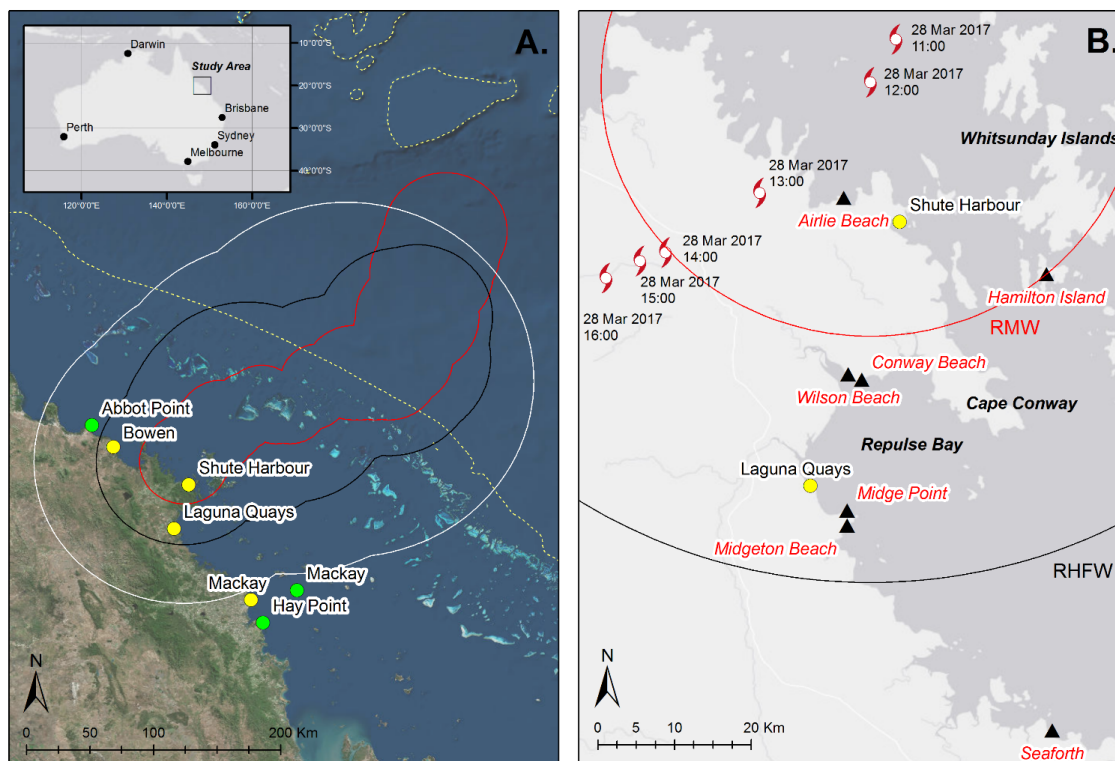 A.
Darwin
Study Area
Brisbane
Perth
Sydney
Melbourne
10°0'0"S
20°0'0"S
30°0'0"S
40°0'0"S
120°0'0"E
140°0'0"E
160°0'0"E
Abbot Point
Bowen
Shute Harbour
Laguna Quays
Mackay
Mackay
Hay Point
N
0 50 100 200 Km
B.
28 Mar 2017
11:00
28 Mar 2017
12:00
Whitsunday Islands
28 Mar 2017
13:00
Shute Harbour
Airlie Beach
28 Mar 2017
14:00
28 Mar 2017
15:00
28 Mar 2017
16:00
Hamilton Island
RMW
Conway Beach
Wilson Beach
Cape Conway
Repulse Bay
Laguna Quays
Midge Point
Midgeton Beach
RHFW
N
0 5 10 20 Km
Seaforth